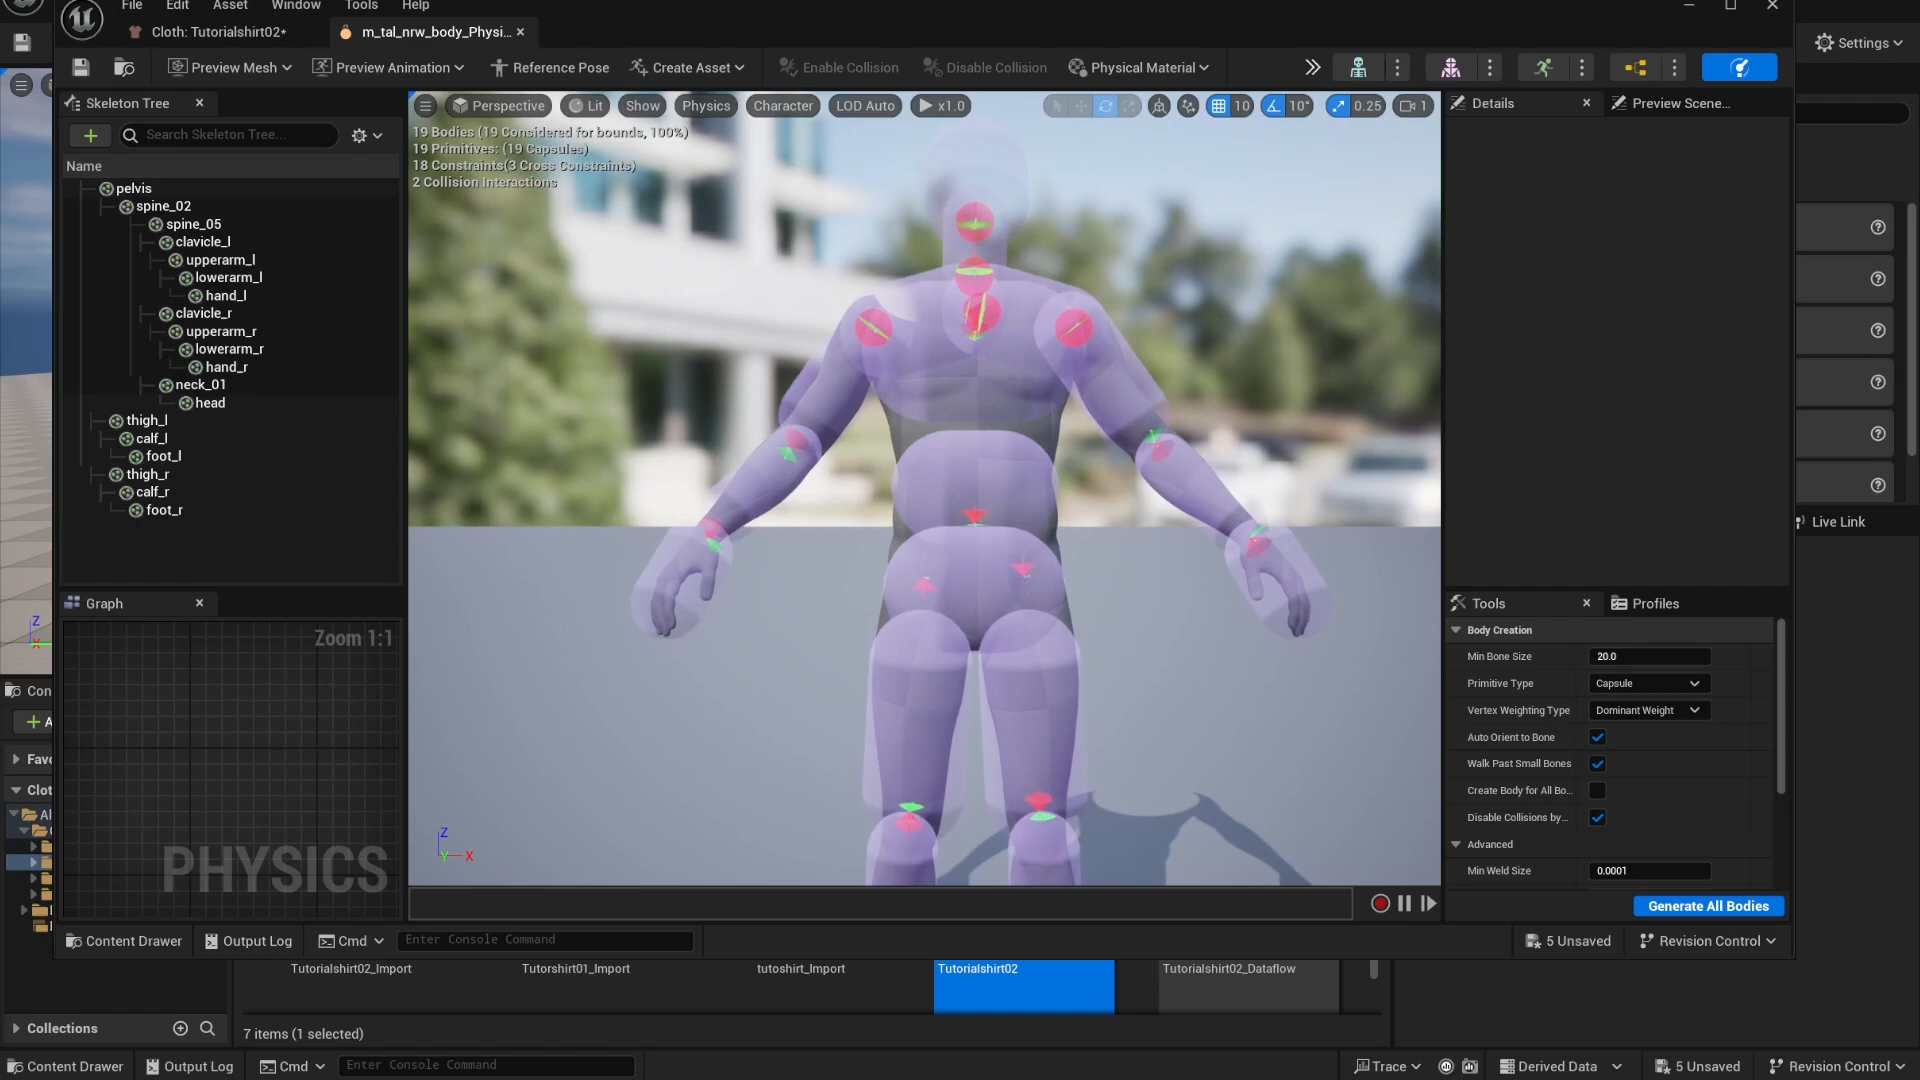 File Edit Asset Window Tools Help
Cloth: Tutorialshirt02*
m_tal_nrw_body_Physi...
Settings
Preview Mesh
Preview Animation
Reference Pose
Create Asset
Enable Collision
Disable Collision
Physical Material
Skeleton Tree
Search Skeleton Tree...
Name
pelvis
spine_02
spine_05
clavicle_l
upperarm_l
lowerarm_l
hand_l
clavicle_r
upperarm_r
lowerarm_r
hand_r
neck_01
head
thigh_l
calf_l
foot_l
thigh_r
calf_r
foot_r
Perspective Lit Show Physics Character LOD Auto x1.0
10 10° 0.25 1
19 Bodies (19 Considered for bounds, 100%)
19 Primitives: (19 Capsules)
18 Constraints(3 Cross Constraints)
2 Collision Interactions
Z
Y X
Details
Preview Scene...
Live Link
Graph
Zoom 1:1
PHYSICS
Tools
Profiles
Body Creation
Min Bone Size 20.0
Primitive Type Capsule
Vertex Weighting Type Dominant Weight
Auto Orient to Bone
Walk Past Small Bones
Create Body for All Bo...
Disable Collisions by...
Advanced
Min Weld Size 0.0001
Generate All Bodies
Z
X
Con
A
Favo
Clot
Al
Content Drawer Output Log Cmd Enter Console Command
5 Unsaved Revision Control
Tutorialshirt02_Import
Tutorshirt01_Import
tutoshirt_Import
Tutorialshirt02
Tutorialshirt02_Dataflow
Collections
7 items (1 selected)
Content Drawer Output Log Cmd Enter Console Command
Trace Derived Data 5 Unsaved Revision Control